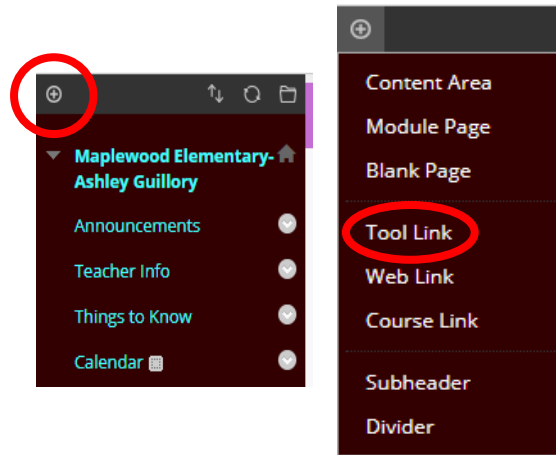 Maplewood Elementary-
Ashley Guillory
Announcements
Teacher Info
Things to Know
Calendar
Content Area
Module Page
Blank Page
Tool Link
Web Link
Course Link
Subheader
Divider